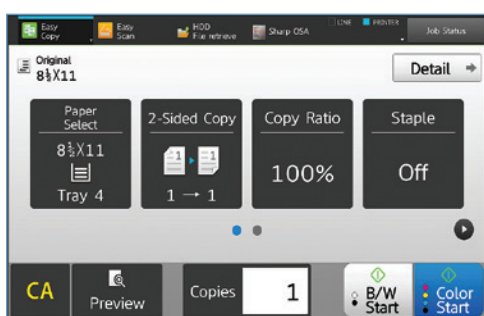 Easy
Copy
Easy
Scan
HDD
File retrieve
Sharp OSA
LINE
PRINTER
Job Status
Original
8½X11
Detail
Paper
Select
8½X11
Tray 4
2-Sided Copy
1 1
1 → 1
Copy Ratio
100%
Staple
Off
CA
Preview
Copies
1
B/W
Start
Color
Start